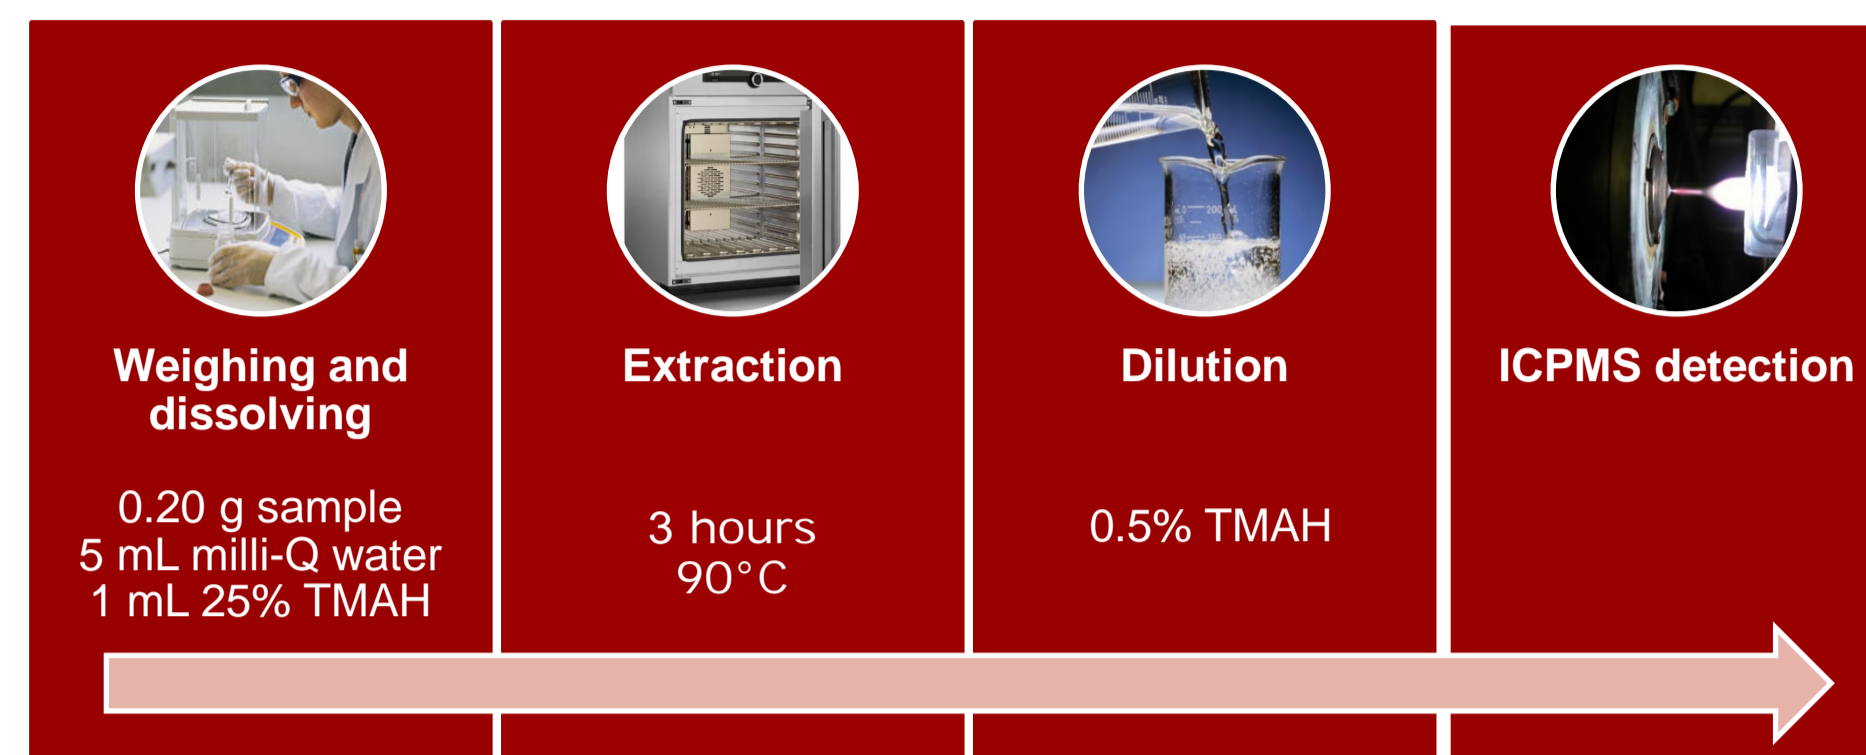 Weighing and
dissolving
0.20 g sample
5 mL milli-Q water
1 mL 25% TMAH
Extraction
3 hours
90°C
Dilution
0.5% TMAH
ICPMS detection